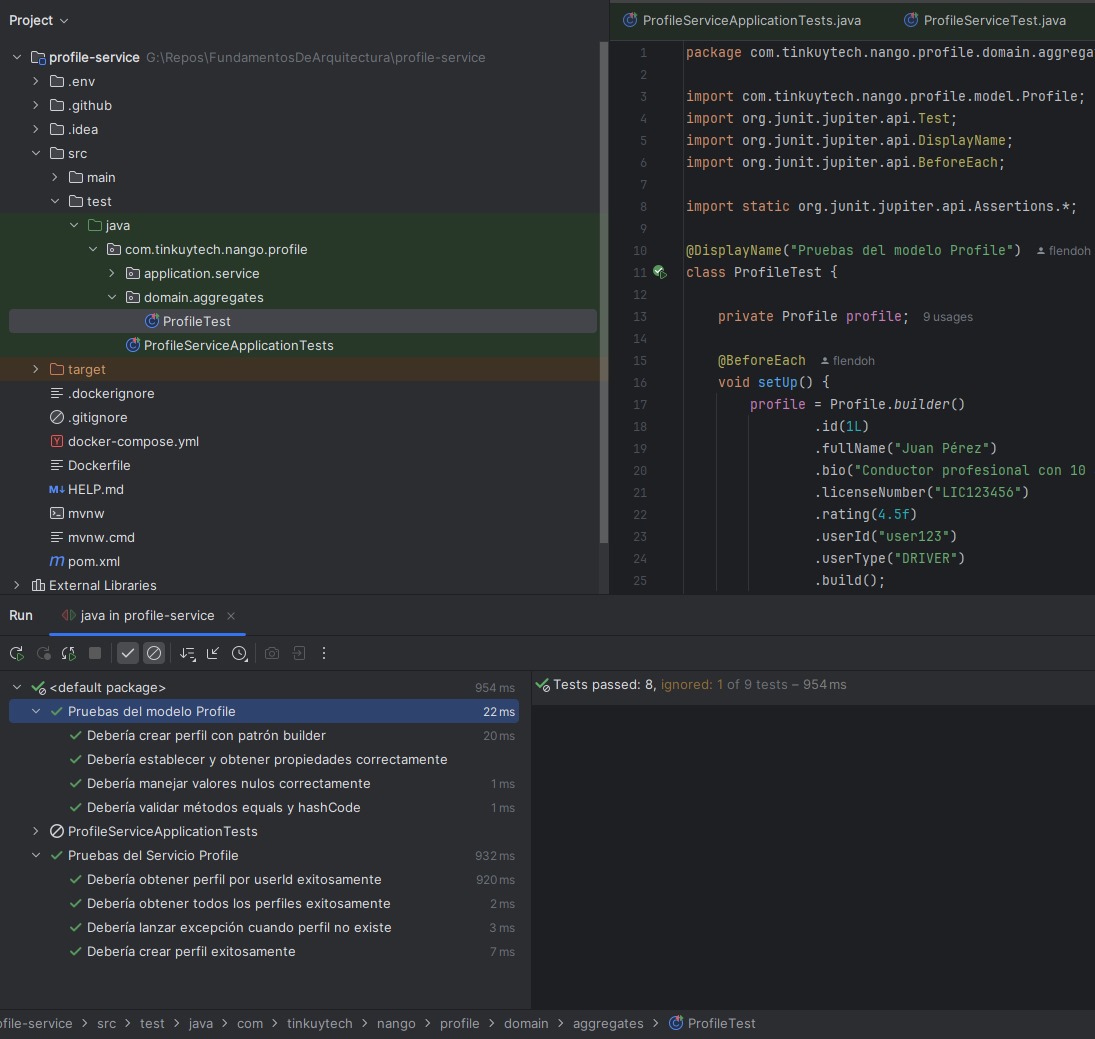 Project
profile-service G:\Repos\FundamentosDeArquitectura\profile-service
.env
.github
.idea
src
main
test
java
com.tinkuytech.nango.profile
application.service
domain.aggregates
ProfileTest
ProfileServiceApplicationTests
target
.dockerignore
.gitignore
docker-compose.yml
Dockerfile
HELP.md
mvnw
mvnw.cmd
pom.xml
External Libraries
ProfileServiceApplicationTests.java ProfileServiceTest.java
1 package com.tinkuytech.nango.profile.domain.aggrega
2
3 import com.tinkuytech.nango.profile.model.Profile;
4 import org.junit.jupiter.api.Test;
5 import org.junit.jupiter.api.DisplayName;
6 import org.junit.jupiter.api.BeforeEach;
7
8 import static org.junit.jupiter.api.Assertions.*;
9
10 @DisplayName("Pruebas del modelo Profile") flendoh
11 class ProfileTest {
12
13 private Profile profile; 9 usages
14
15 @BeforeEach flendoh
16 void setUp() {
17 profile = Profile.builder()
18 .id(1L)
19 .fullName("Juan Pérez")
20 .bio("Conductor profesional con 10
21 .licenseNumber("LIC123456")
22 .rating(4.5f)
23 .userId("user123")
24 .userType("DRIVER")
25 .build();
Run java in profile-service
<default package> 954 ms
Pruebas del modelo Profile 22 ms
Debería crear perfil con patrón builder 20 ms
Debería establecer y obtener propiedades correctamente
Debería manejar valores nulos correctamente 1 ms
Debería validar métodos equals y hashCode 1 ms
ProfileServiceApplicationTests
Pruebas del Servicio Profile 932 ms
Debería obtener perfil por userId exitosamente 920 ms
Debería obtener todos los perfiles exitosamente 2 ms
Debería lanzar excepción cuando perfil no existe 3 ms
Debería crear perfil exitosamente 7 ms
Tests passed: 8, ignored: 1 of 9 tests – 954 ms
ofile-service > src > test > java > com > tinkuytech > nango > profile > domain > aggregates > ProfileTest